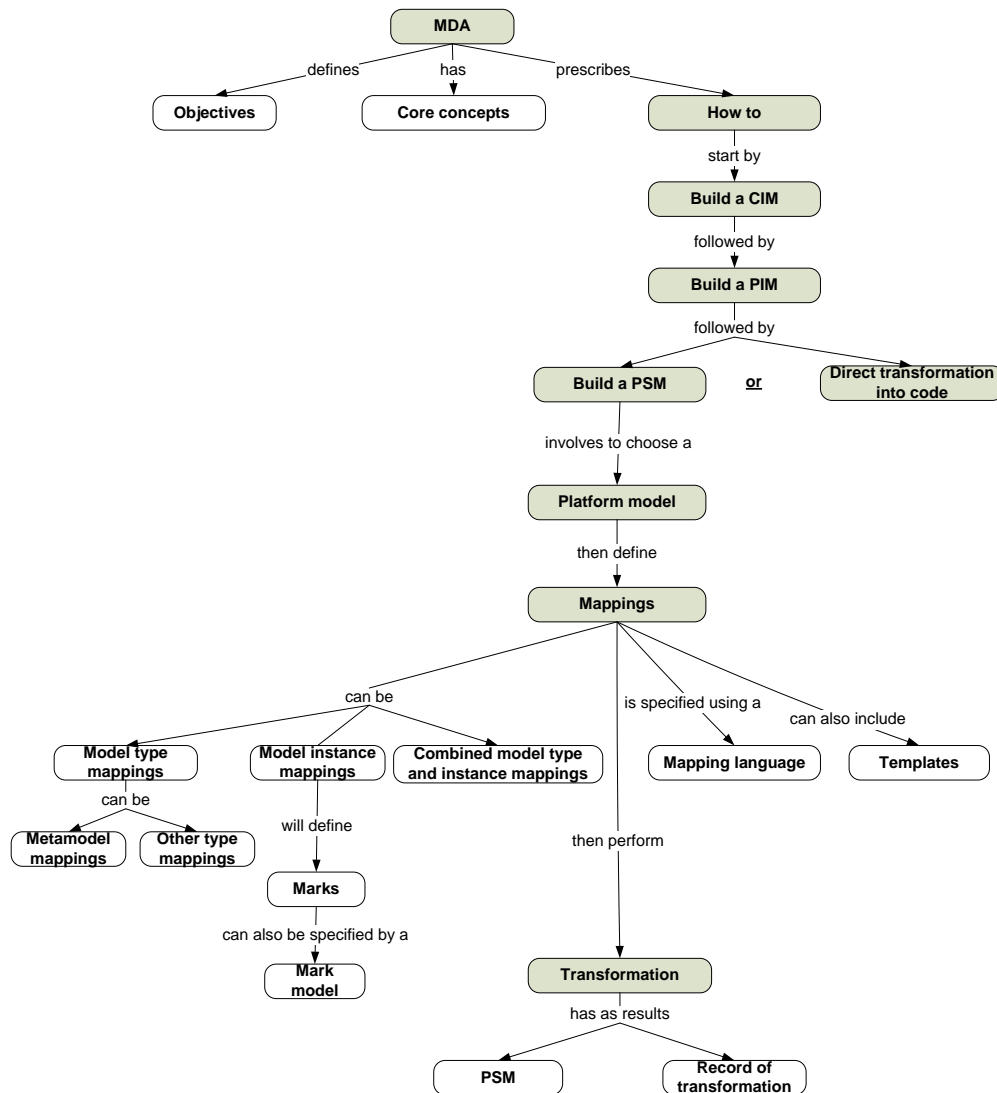 MDA
defines
has
prescribes
Objectives
Core concepts
How to
start by
Build a CIM
followed by
Build a PIM
followed by
Build a PSM
or
Direct transformation
into code
involves to choose a
Platform model
then define
Mappings
can be
is specified using a
can also include
Model type
mappings
Model instance
mappings
Combined model type
and instance mappings
Mapping language
Templates
can be
will define
Metamodel
mappings
Other type
mappings
then perform
Marks
can also be specified by a
Mark
model
Transformation
has as results
PSM
Record of
transformation